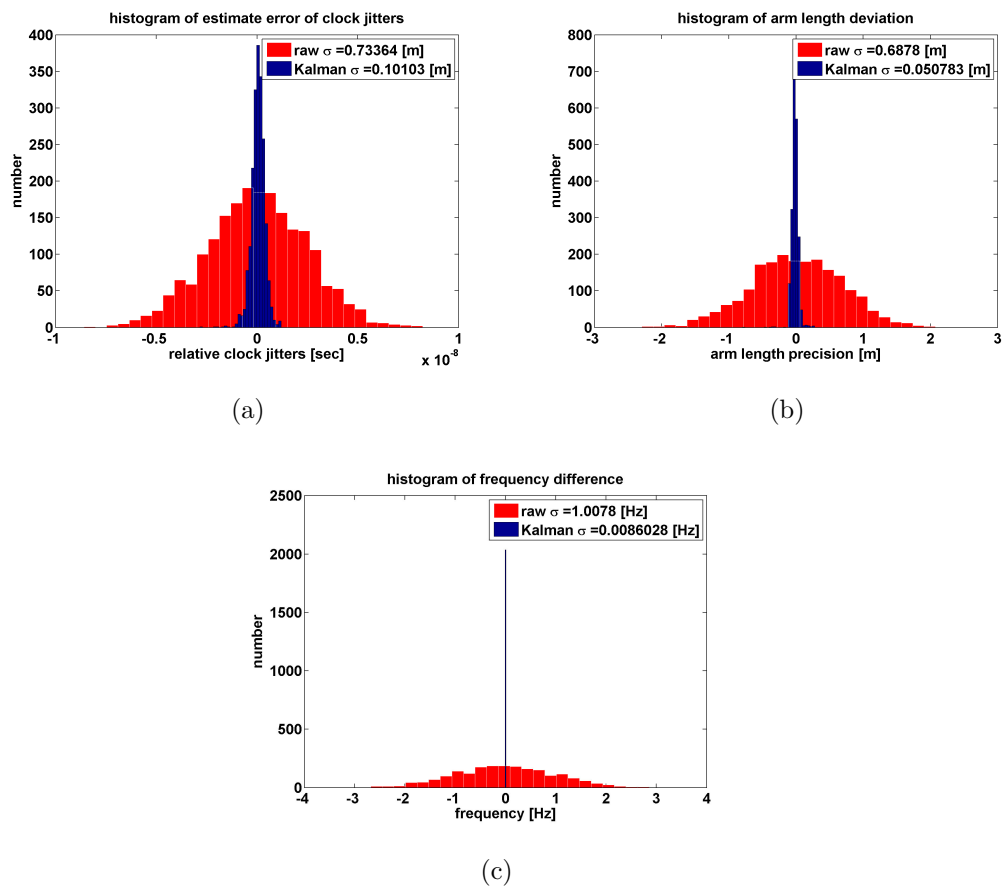 histogram of estimate error of clock jitters
400
350
300
250
200
150
100
50
0
number
raw σ =0.73364 [m]
Kalman σ =0.10103 [m]
-1
-0.5
0
0.5
1
relative clock jitters [sec]
x 10⁻⁸
(a)
histogram of arm length deviation
800
700
600
500
400
300
200
100
0
number
raw σ =0.6878 [m]
Kalman σ =0.050783 [m]
-3
-2
-1
0
1
2
3
arm length precision [m]
(b)
histogram of frequency difference
2500
2000
1500
1000
500
0
number
raw σ =1.0078 [Hz]
Kalman σ =0.0086028 [Hz]
-4
-3
-2
-1
0
1
2
3
4
frequency [Hz]
(c)